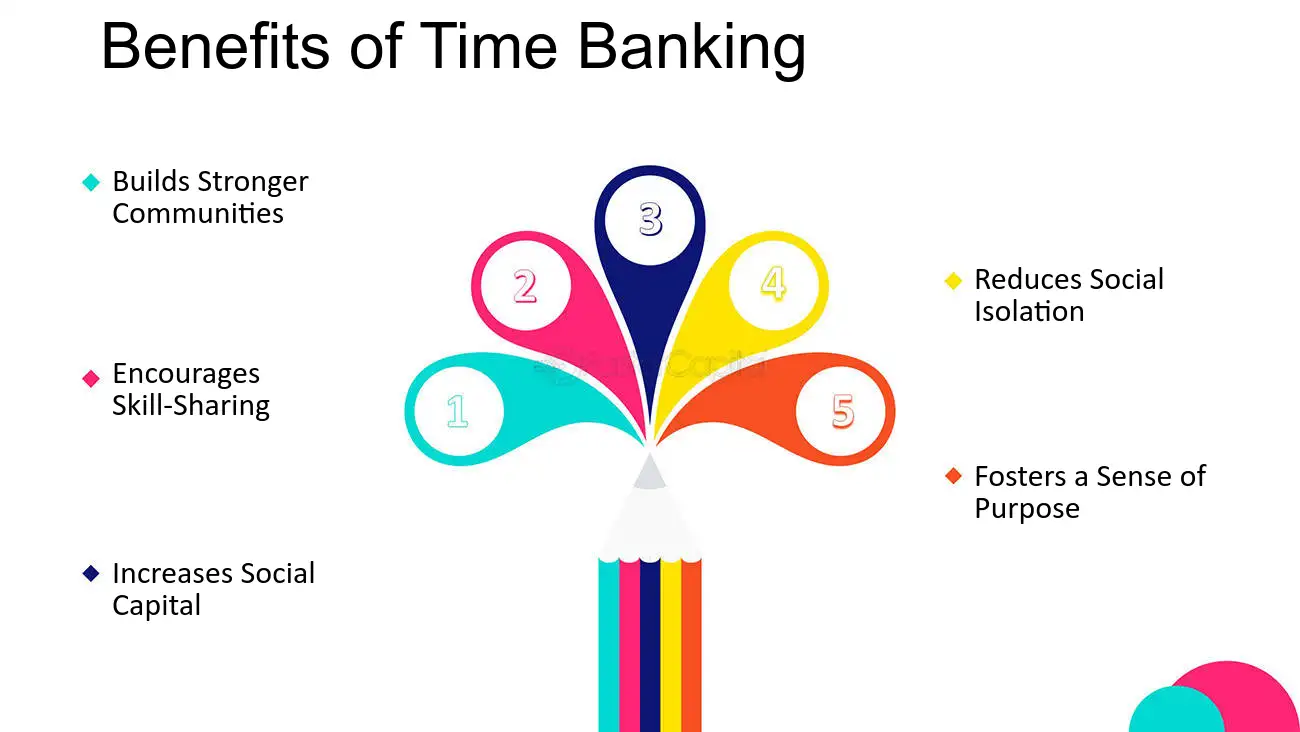 Benefits of Time Banking
Builds Stronger
Communities
Encourages
Skill-Sharing
Increases Social
Capital
1
2
3
4
5
Reduces Social
Isolation
Fosters a Sense of
Purpose